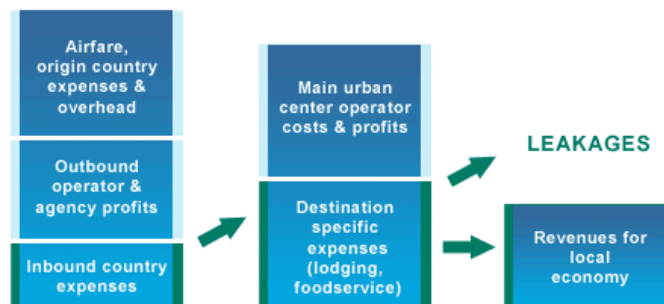 Airfare,
origin country
expenses &
overhead
Outbound
operator &
agency profits
Inbound country
expenses
Main urban
center operator
costs & profits
Destination
specific
expenses
(lodging,
foodservice)
LEAKAGES
Revenues for
local
economy